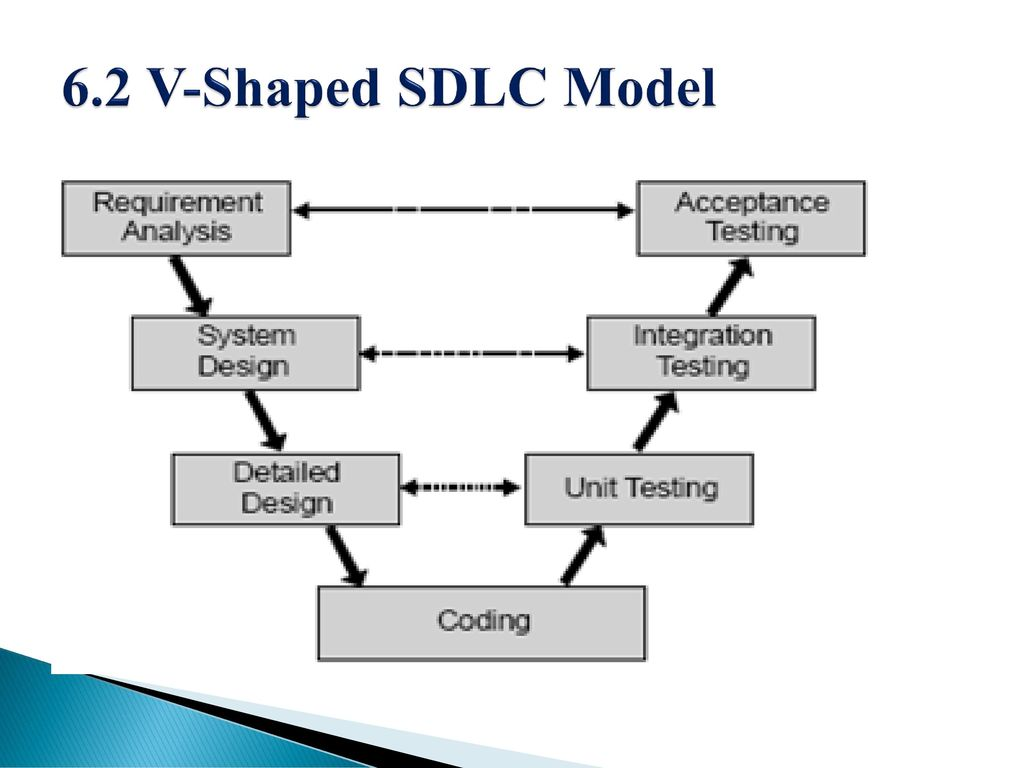 6.2 V-Shaped SDLC Model
Requirement
Analysis
Acceptance
Testing
System
Design
Integration
Testing
Detailed
Design
Unit Testing
Coding